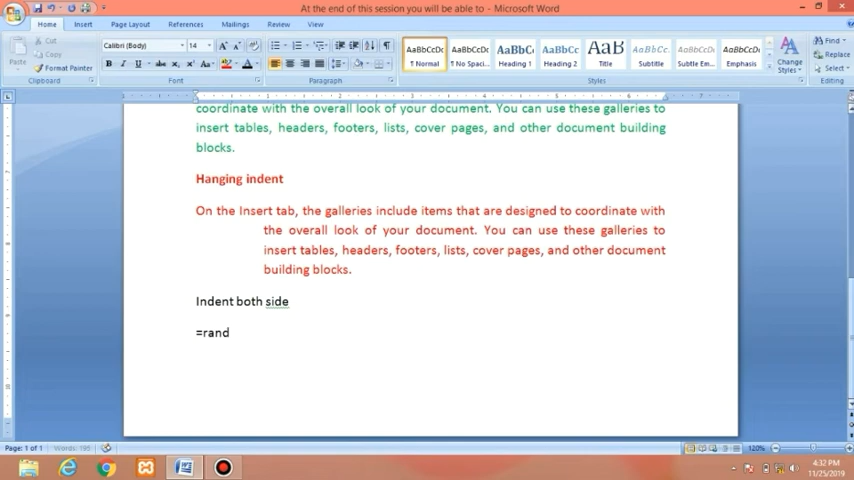 At the end of this session you will be able to - Microsoft Word
Home Insert Page Layout References Mailings Review View
Cut
Copy
Paste
Format Painter
Clipboard
Calibri (Body) 14
B I U abc x₂ x² Aa A
Font
Paragraph
AaBbCcDc AaBbCcDc AaBbC AaBbCc AaB AaBbCc. AaBbCcDc AaBbCcDc
¶ Normal ¶ No Spaci... Heading 1 Heading 2 Title Subtitle Subtle Em... Emphasis
Change Styles
Styles
Find
Replace
Select
Editing
coordinate with the overall look of your document. You can use these galleries to
insert tables, headers, footers, lists, cover pages, and other document building
blocks.
Hanging indent
On the Insert tab, the galleries include items that are designed to coordinate with
the overall look of your document. You can use these galleries to
insert tables, headers, footers, lists, cover pages, and other document
building blocks.
Indent both side
=rand
Page: 1 of 1 Words: 195 120%
4:32 PM
11/25/2019